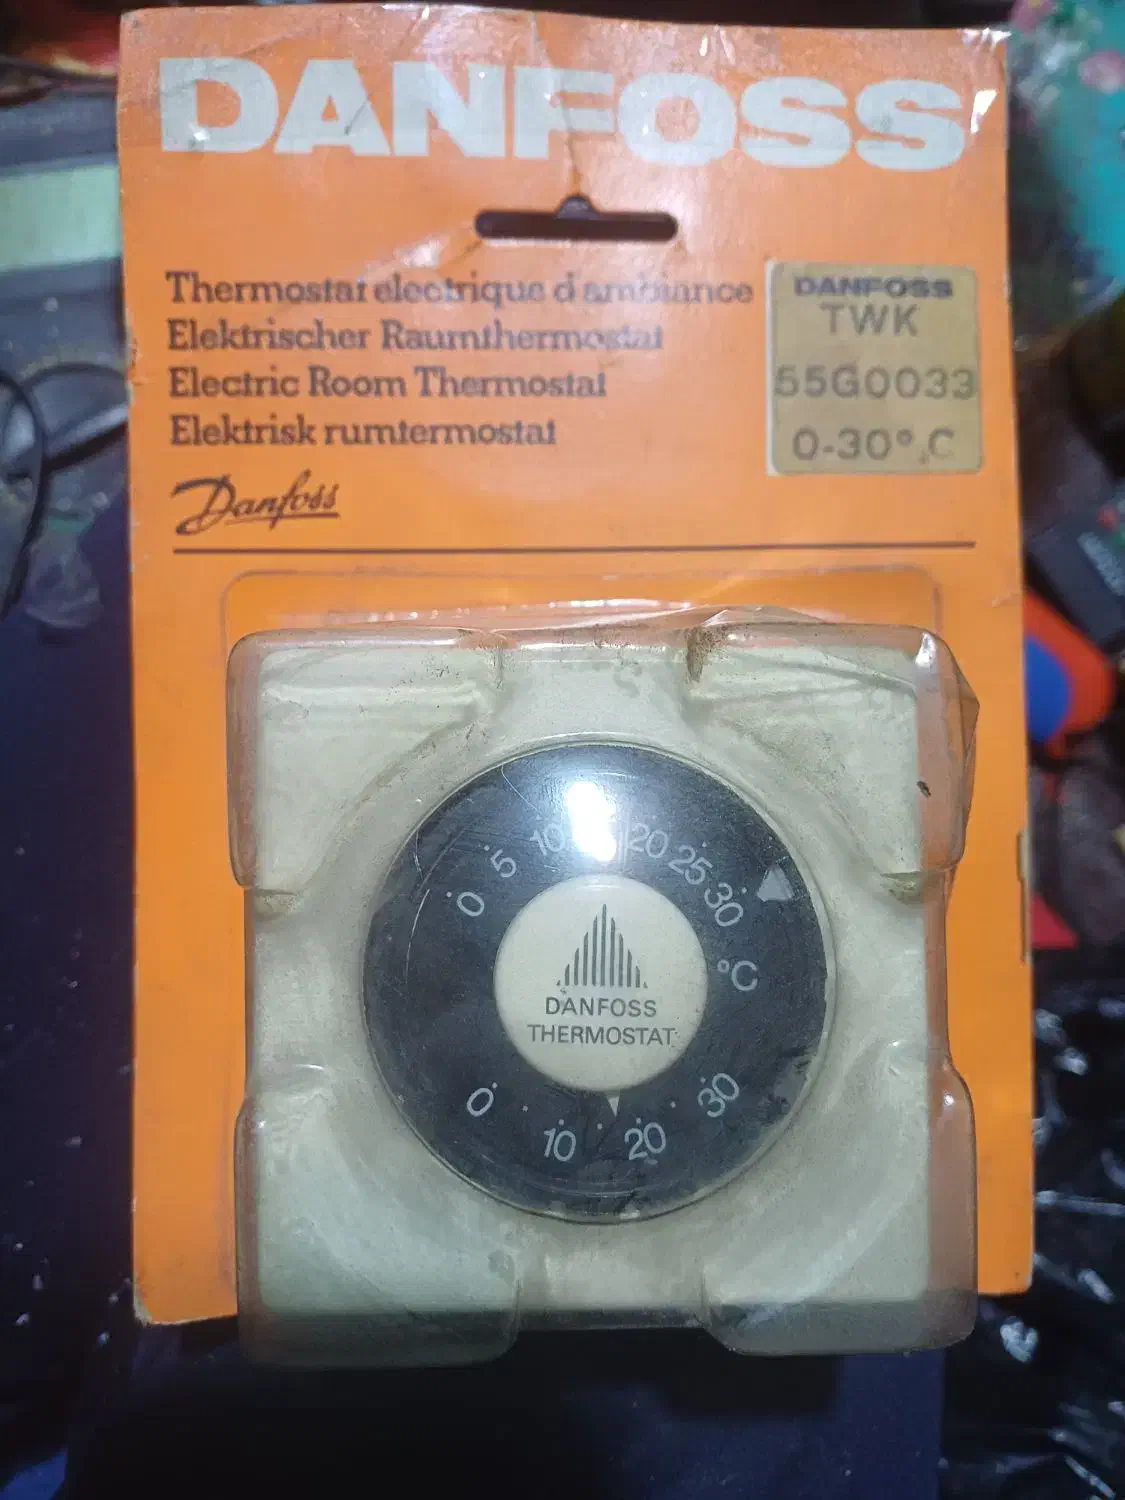 DANFOSS
Thermostat electrique d'ambiance
Elektrischer Raumthermostat
Electric Room Thermostat
Elektrisk rumtermostat
Danfoss
DANFOSS
TWK
55G0033
0-30°C
0 5 10 20 25 30
°C
DANFOSS
THERMOSTAT
0 10 20 30